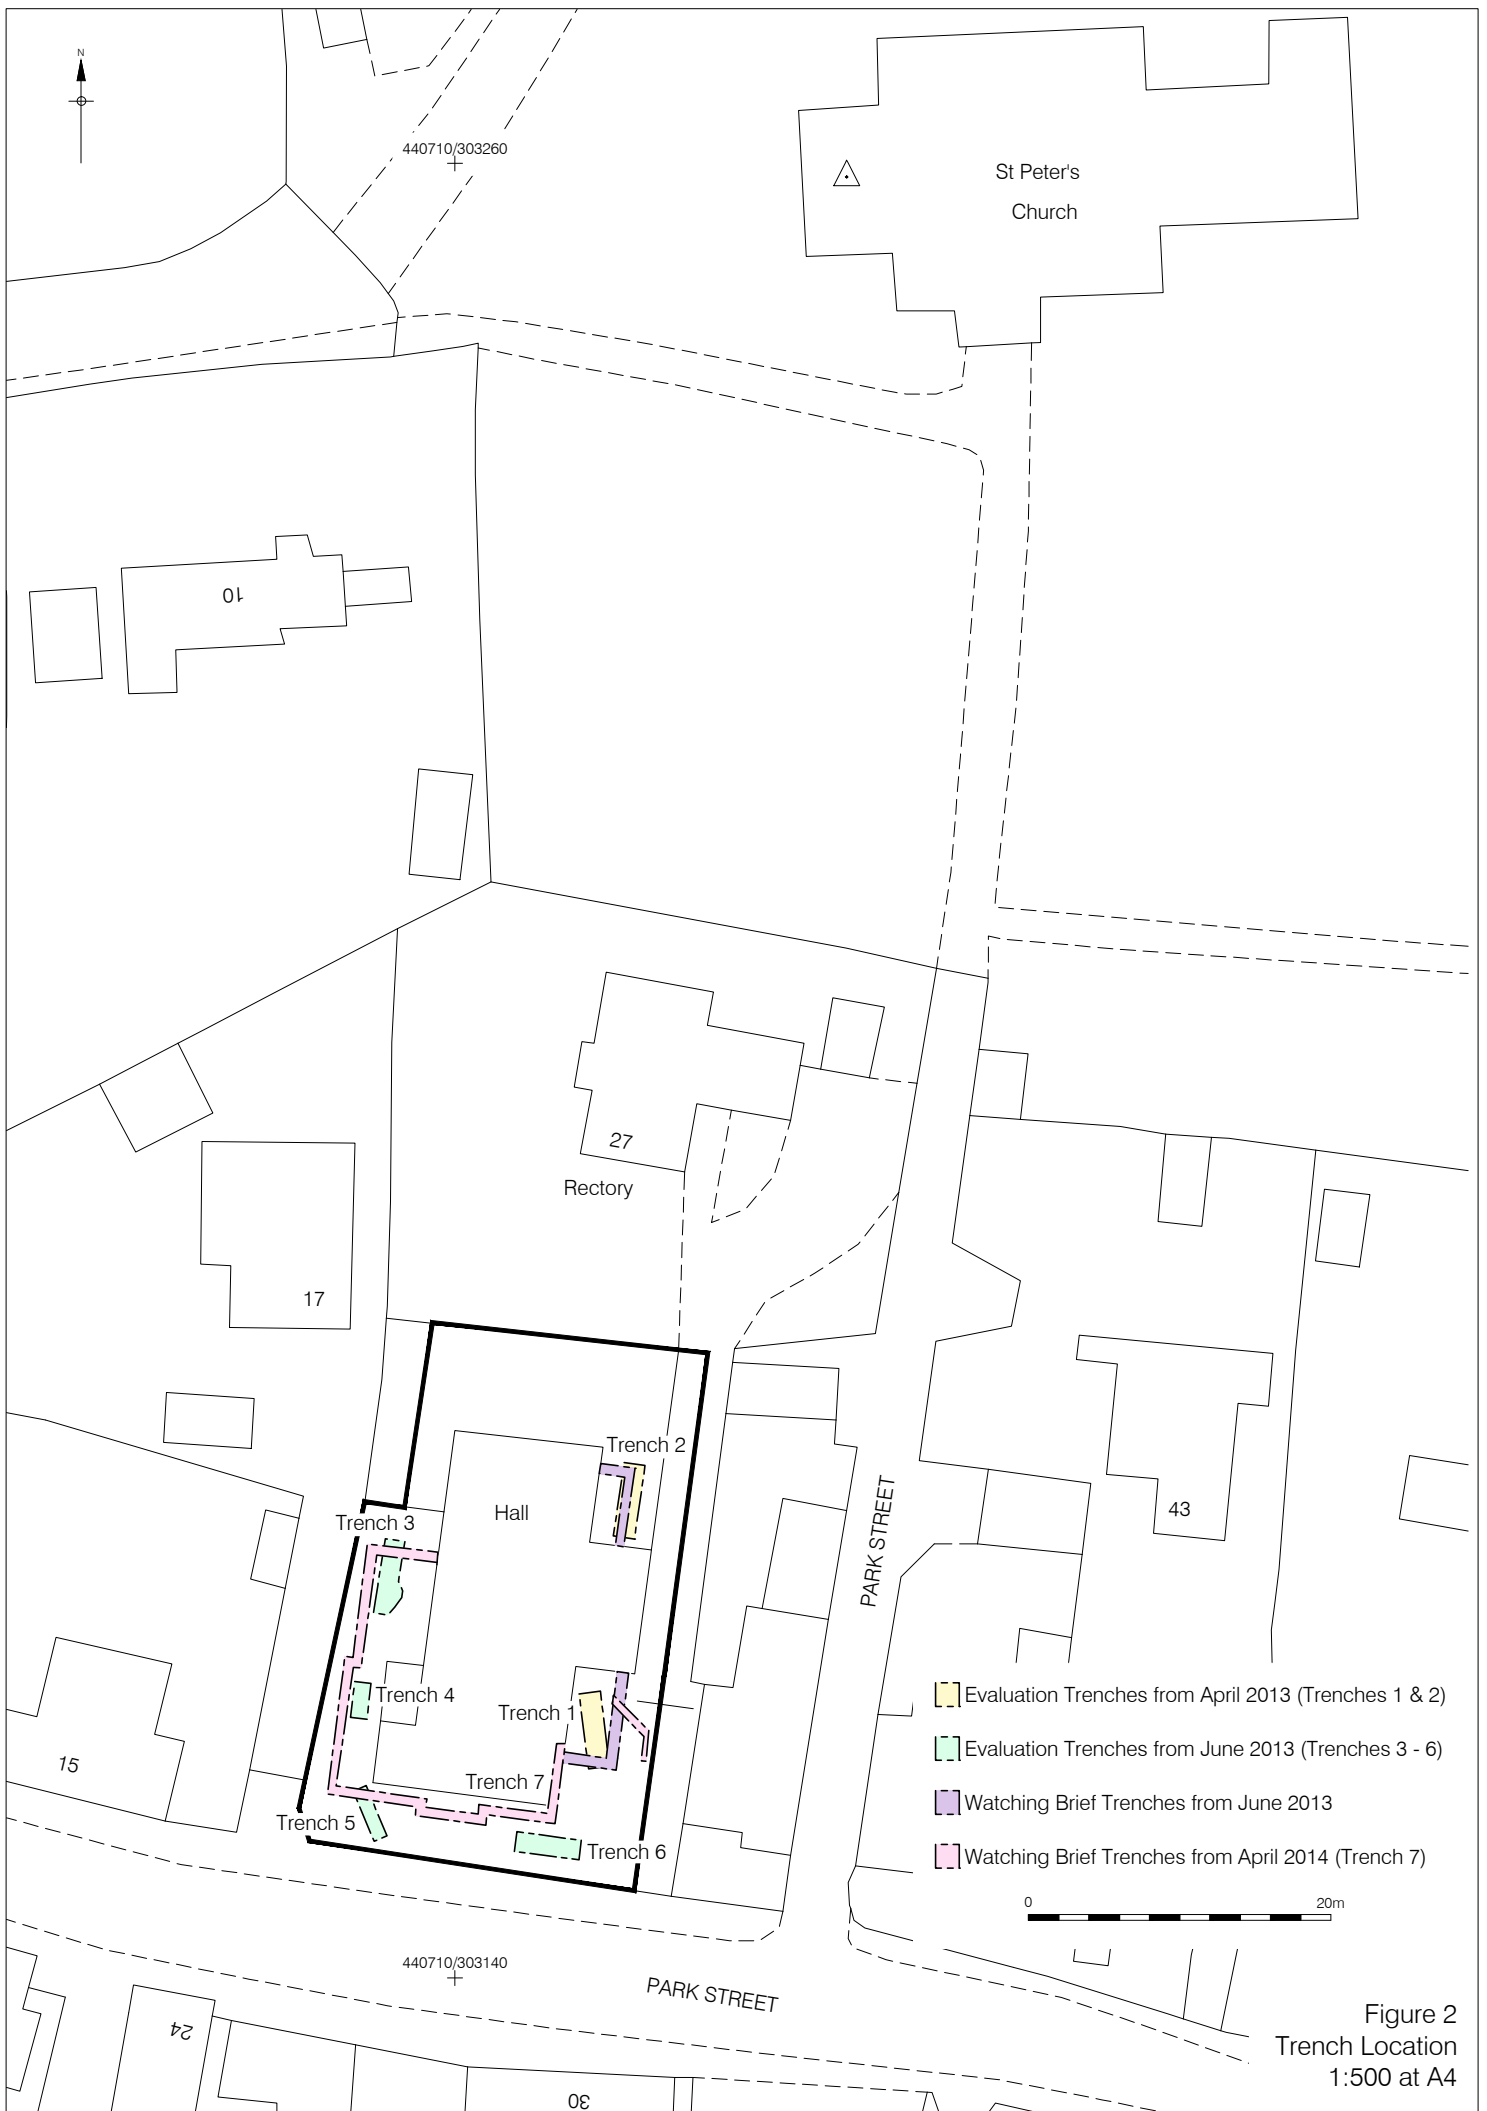 N
440710/303260
St Peter's
Church
10
27
Rectory
17
Trench 2
Hall
Trench 3
PARK STREET
43
Trench 4
Trench 1
15
Trench 7
Trench 5
Trench 6
Evaluation Trenches from April 2013 (Trenches 1 & 2)
Evaluation Trenches from June 2013 (Trenches 3 - 6)
Watching Brief Trenches from June 2013
Watching Brief Trenches from April 2014 (Trench 7)
0 20m
440710/303140
PARK STREET
24
30
Figure 2
Trench Location
1:500 at A4